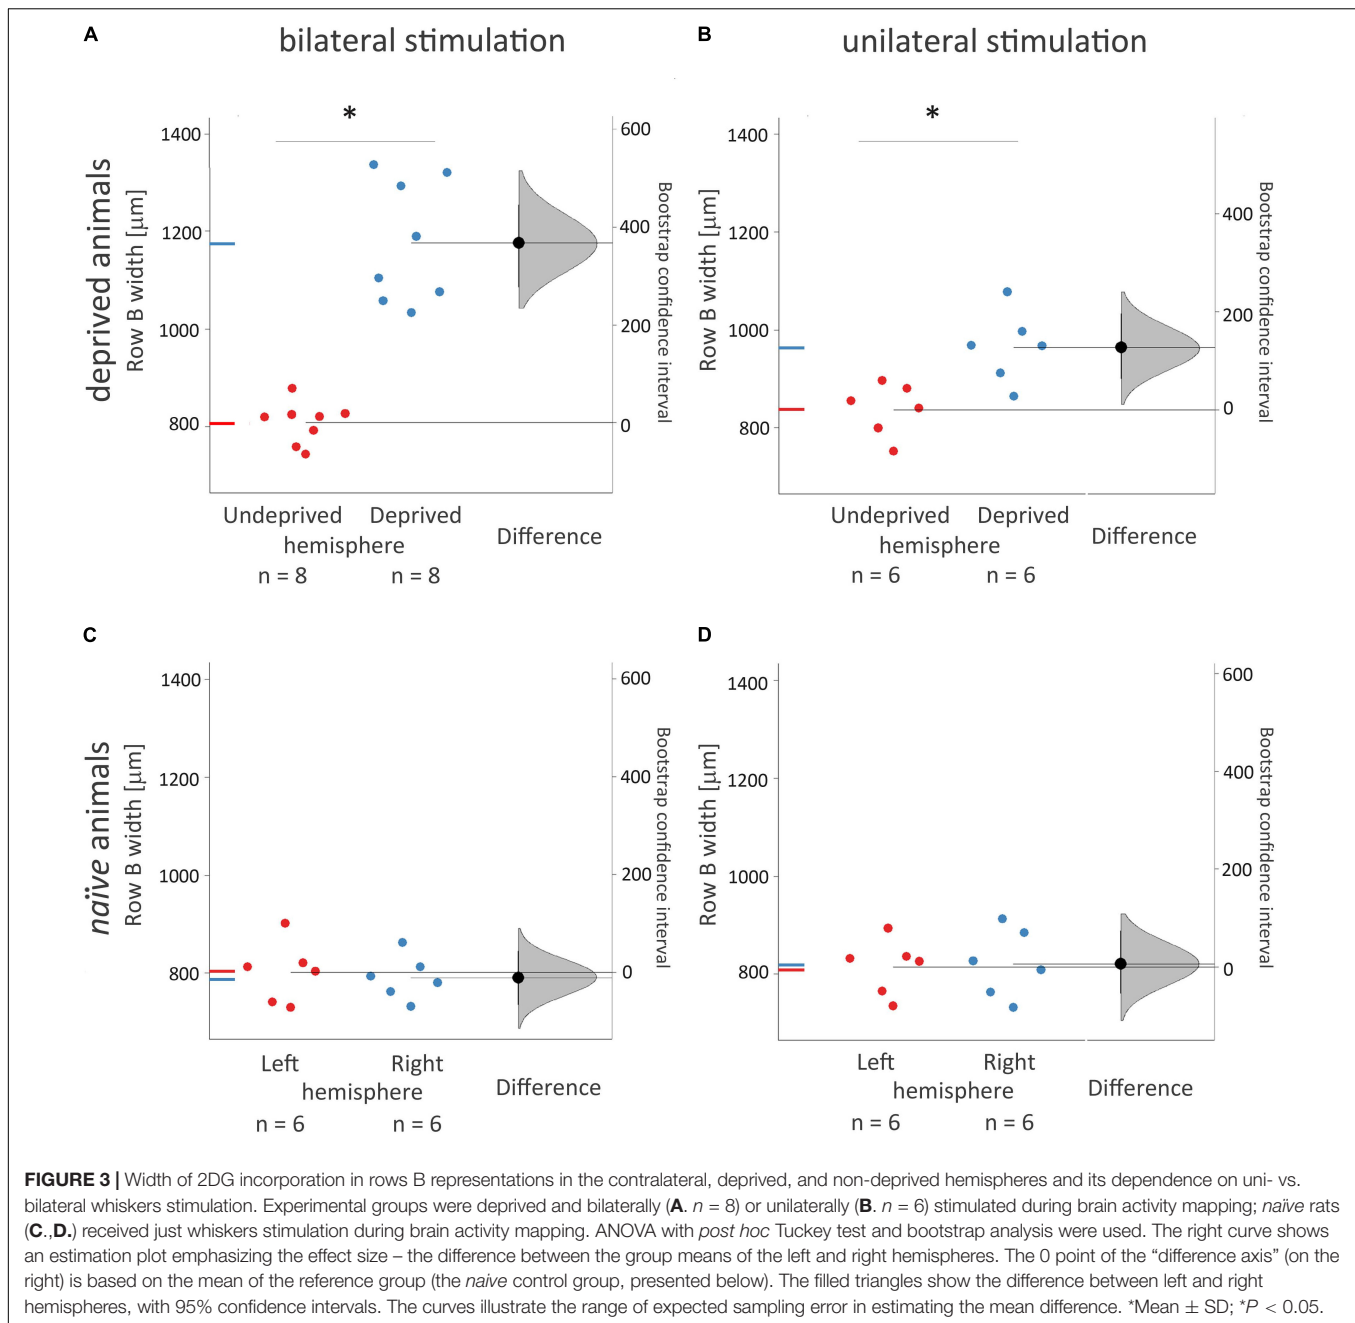 A
bilateral stimulation
B
unilateral stimulation
deprived animals
Row B width [µm]
1400
1200
1000
800
*
600
400
200
0
Bootstrap confidence interval
Undeprived
Deprived
hemisphere
Difference
n = 8
n = 8
Row B width [µm]
1400
1200
1000
800
*
400
200
0
Bootstrap confidence interval
Undeprived
Deprived
hemisphere
Difference
n = 6
n = 6
C
naïve animals
Row B width [µm]
1400
1200
1000
800
600
400
200
0
Bootstrap confidence interval
Left
Right
hemisphere
Difference
n = 6
n = 6
D
Row B width [µm]
1400
1200
1000
800
600
400
200
0
Bootstrap confidence interval
Left
Right
hemisphere
Difference
n = 6
n = 6
FIGURE 3 | Width of 2DG incorporation in rows B representations in the contralateral, deprived, and non-deprived hemispheres and its dependence on uni- vs.
bilateral whiskers stimulation. Experimental groups were deprived and bilaterally (A. n = 8) or unilaterally (B. n = 6) stimulated during brain activity mapping; naïve rats
(C.,D.) received just whiskers stimulation during brain activity mapping. ANOVA with post hoc Tuckey test and bootstrap analysis were used. The right curve shows
an estimation plot emphasizing the effect size – the difference between the group means of the left and right hemispheres. The 0 point of the “difference axis” (on the
right) is based on the mean of the reference group (the naive control group, presented below). The filled triangles show the difference between left and right
hemispheres, with 95% confidence intervals. The curves illustrate the range of expected sampling error in estimating the mean difference. *Mean ± SD; *P < 0.05.